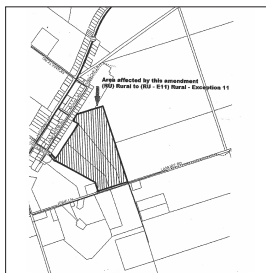 Area affected by this amendment
(RU) Rural to (RU - E11) Rural - Exception 11